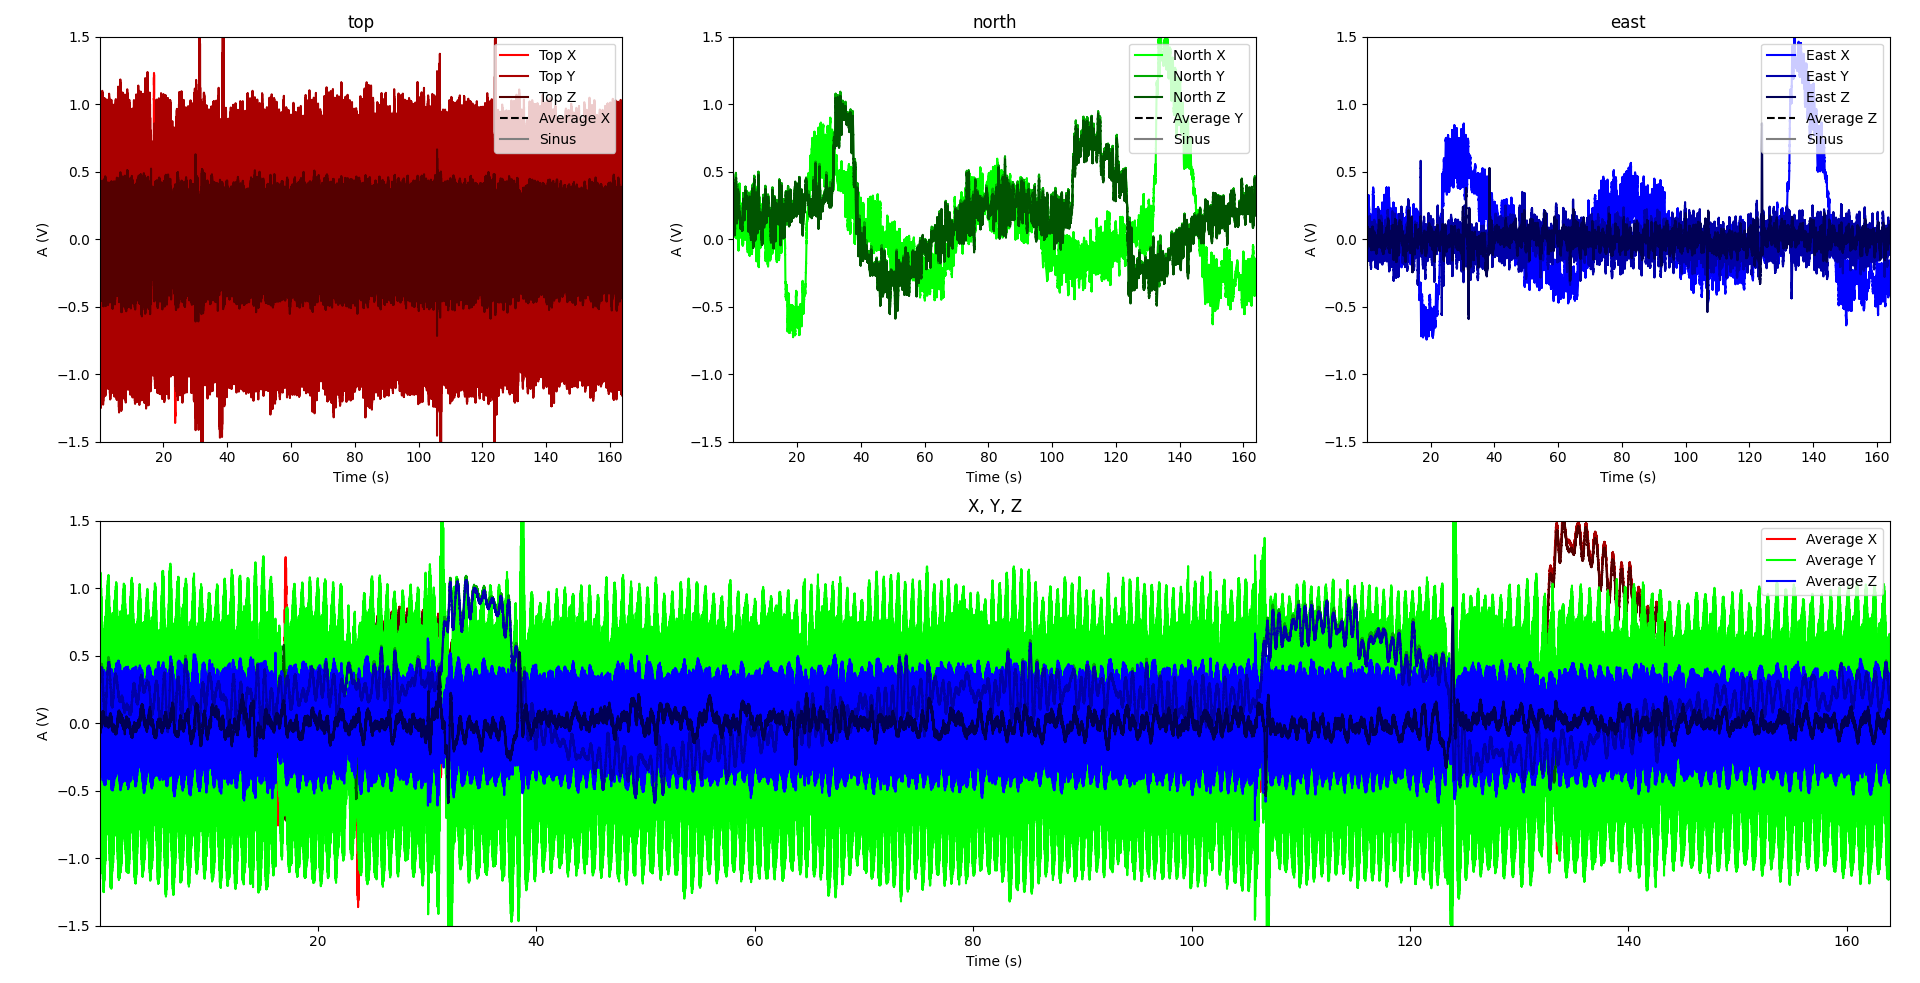 top
north
east
1.5
1.0
0.5
0.0
−0.5
−1.0
−1.5
A (V)
20 40 60 80 100 120 140 160
Time (s)
Top X
Top Y
Top Z
Average X
Sinus
1.5
1.0
0.5
0.0
−0.5
−1.0
−1.5
A (V)
20 40 60 80 100 120 140 160
Time (s)
North X
North Y
North Z
Average Y
Sinus
1.5
1.0
0.5
0.0
−0.5
−1.0
−1.5
A (V)
20 40 60 80 100 120 140 160
Time (s)
East X
East Y
East Z
Average Z
Sinus
X, Y, Z
1.5
1.0
0.5
0.0
−0.5
−1.0
−1.5
A (V)
20 40 60 80 100 120 140 160
Time (s)
Average X
Average Y
Average Z